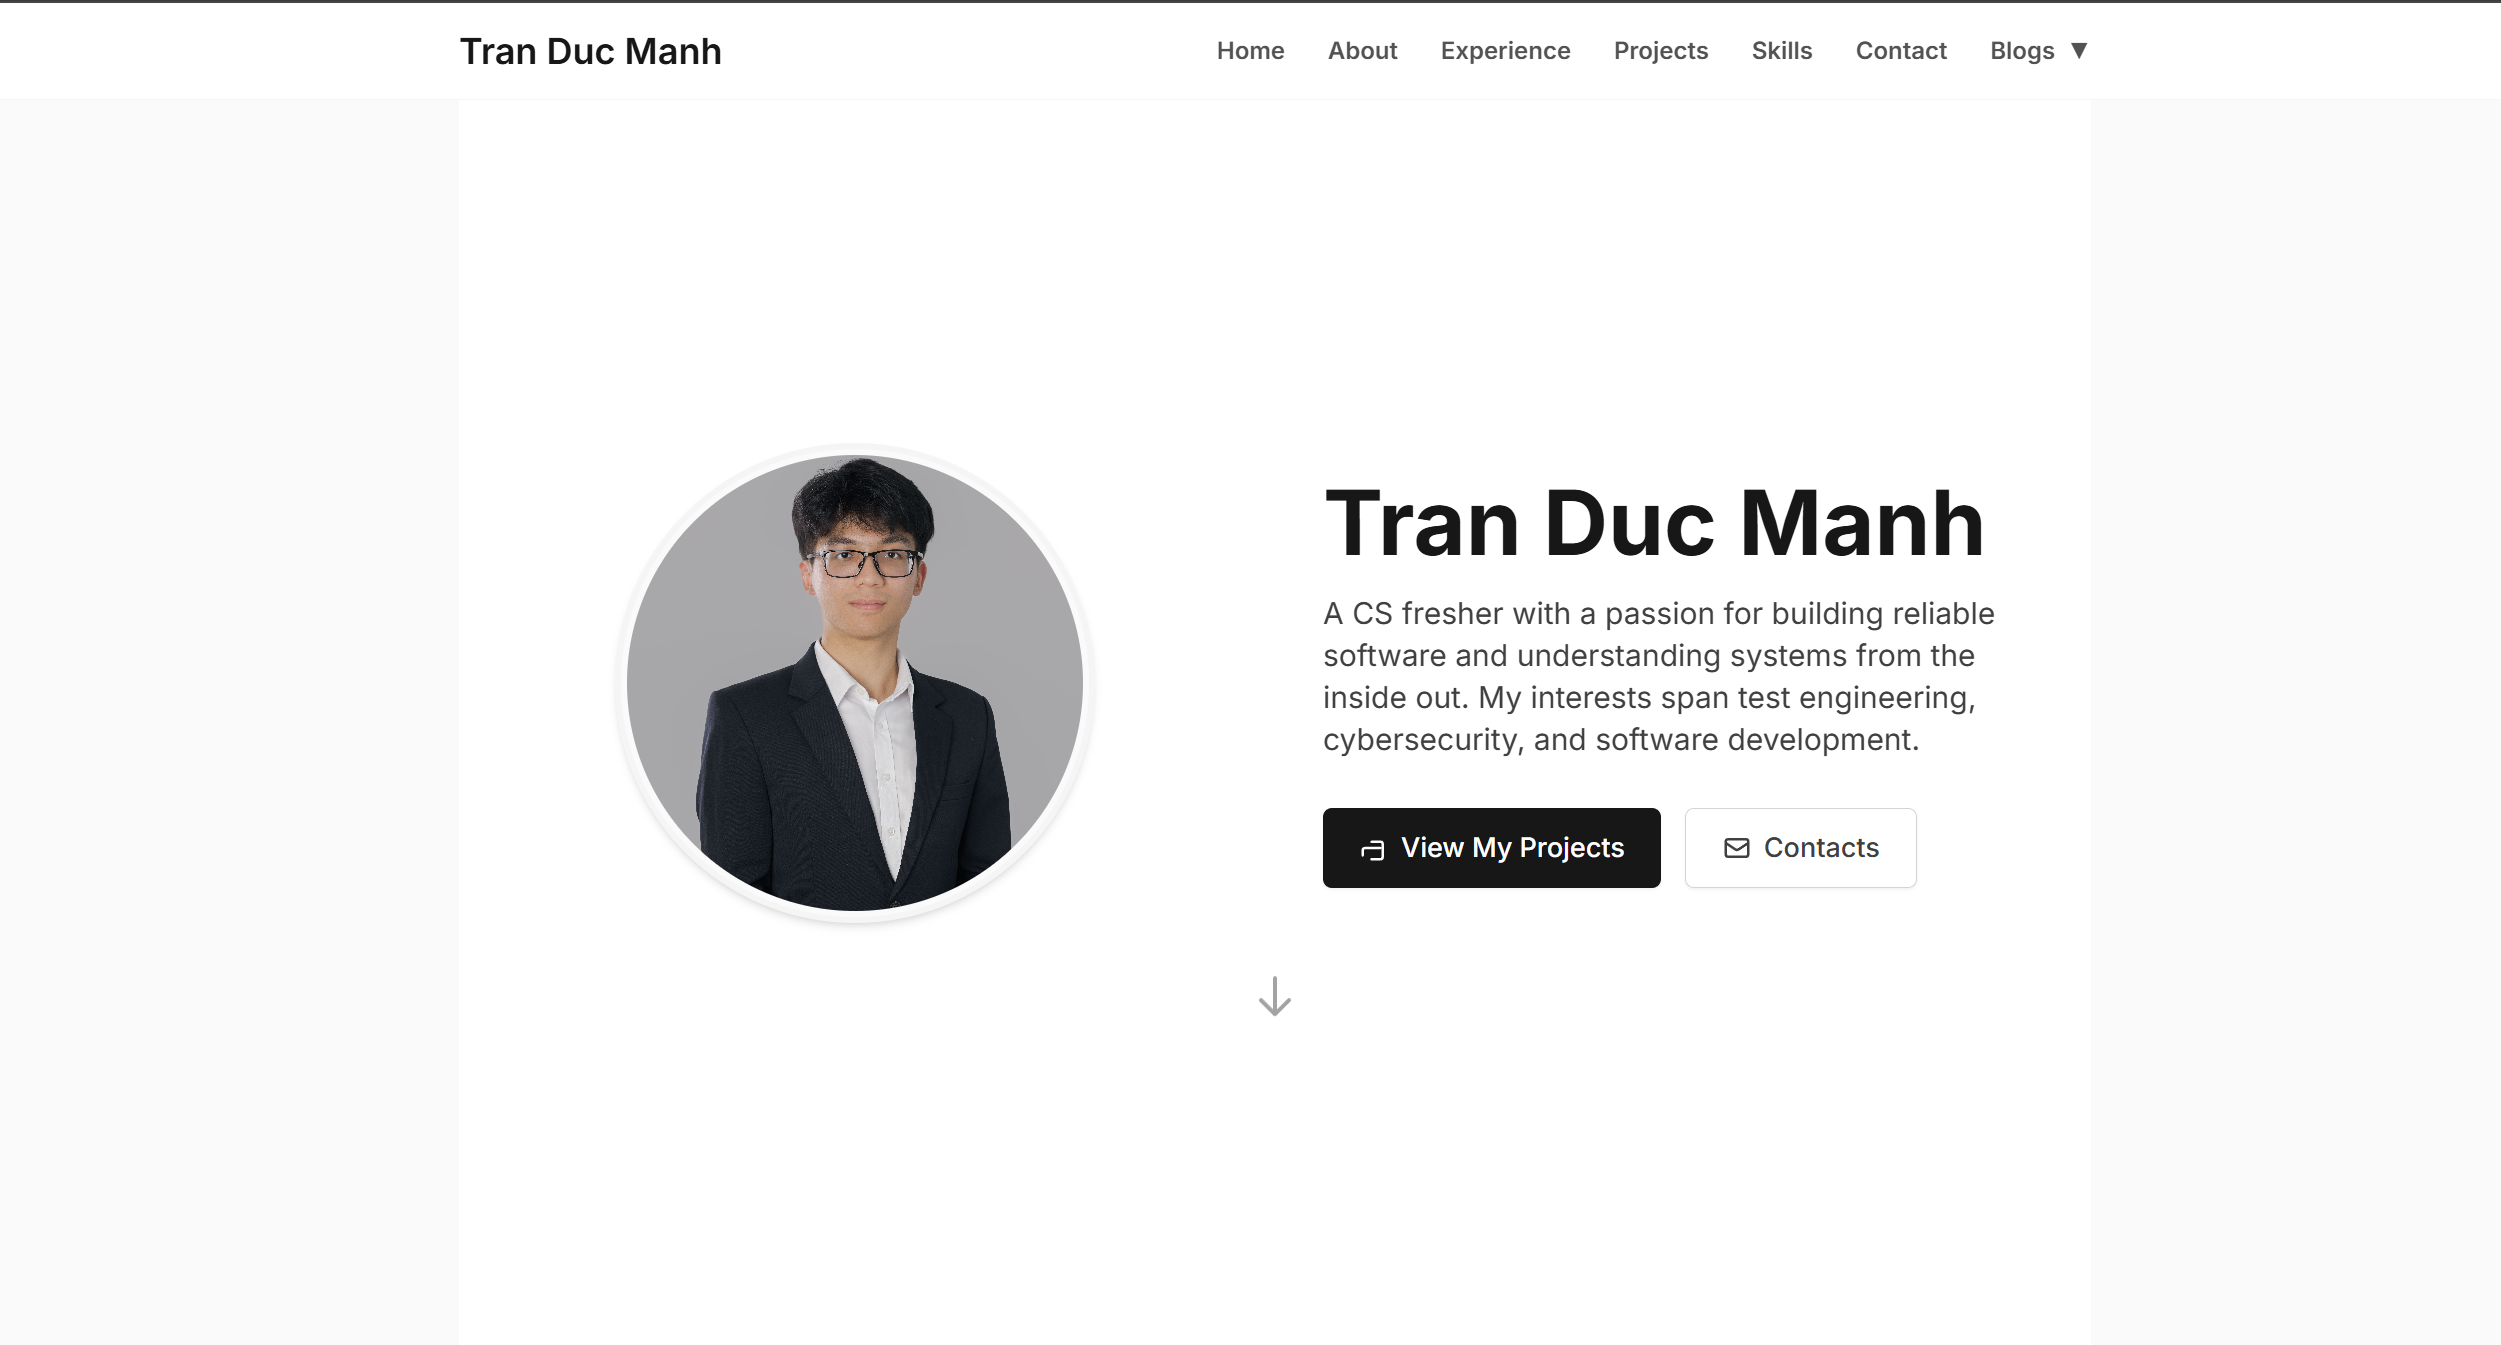 Tran Duc Manh
Home About Experience Projects Skills Contact Blogs ▼
Tran Duc Manh
A CS fresher with a passion for building reliable
software and understanding systems from the
inside out. My interests span test engineering,
cybersecurity, and software development.
View My Projects
Contacts